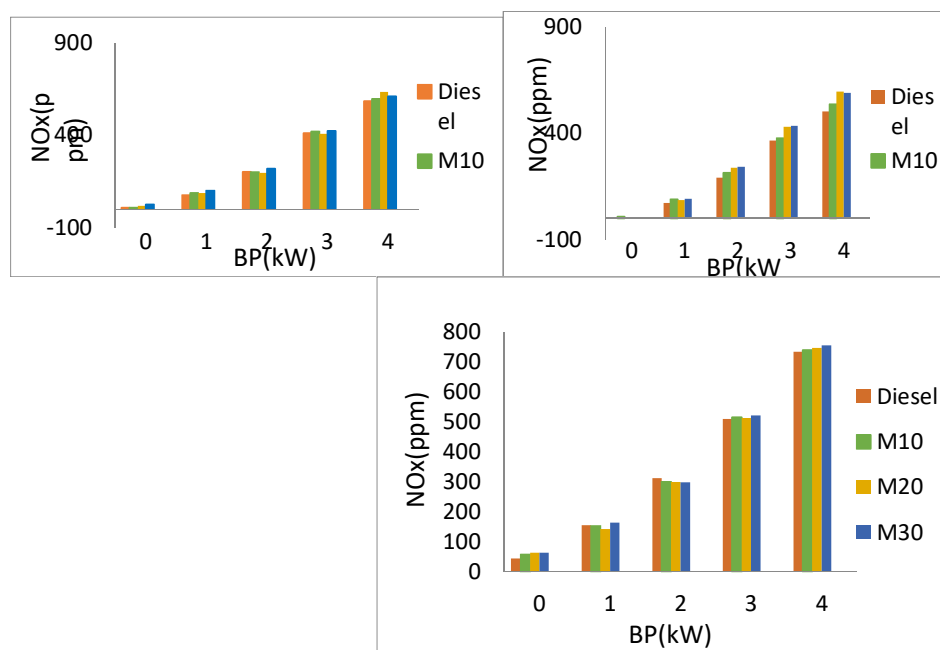 900
400
-100
NOx(p
pm)
0 1 2 3 4
BP(kW)
Dies
el
M10
900
400
-100
NOx(ppm)
0 1 2 3 4
BP(kW
Dies
el
M10
800
700
600
500
400
300
200
100
0
NOx(ppm)
0 1 2 3 4
BP(kW)
Diesel
M10
M20
M30